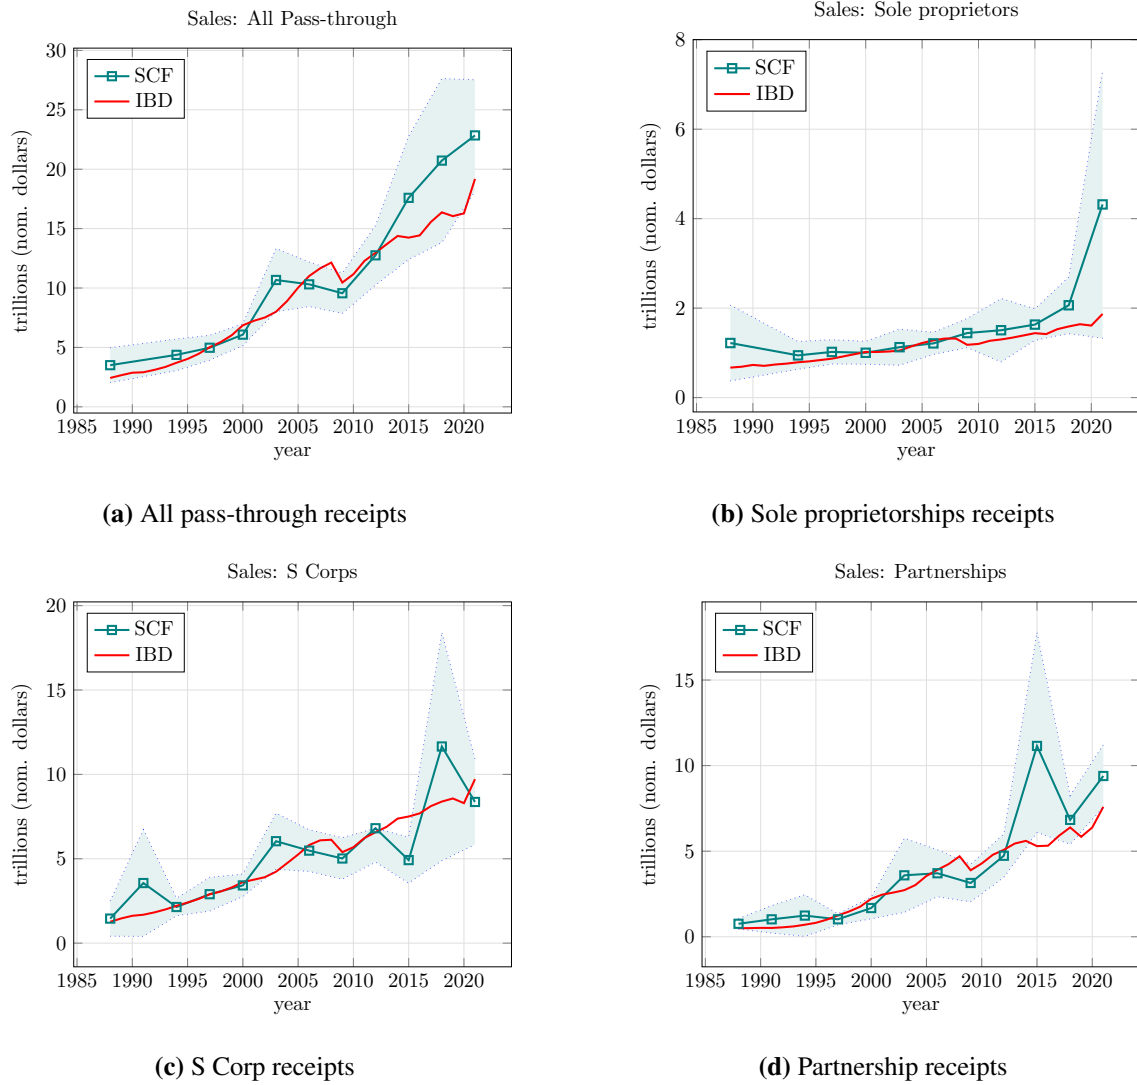 Sales: All Pass-through
30
25
20
15
10
5
0
1985 1990 1995 2000 2005 2010 2015 2020
year
trillions (nom. dollars)
SCF
IBD
(a) All pass-through receipts
Sales: Sole proprietors
8
6
4
2
0
1985 1990 1995 2000 2005 2010 2015 2020
year
trillions (nom. dollars)
SCF
IBD
(b) Sole proprietorships receipts
Sales: S Corps
20
15
10
5
0
1985 1990 1995 2000 2005 2010 2015 2020
year
trillions (nom. dollars)
SCF
IBD
(c) S Corp receipts
Sales: Partnerships
15
10
5
0
1985 1990 1995 2000 2005 2010 2015 2020
year
trillions (nom. dollars)
SCF
IBD
(d) Partnership receipts